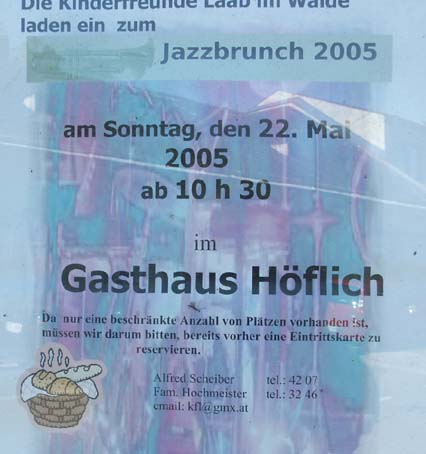 Die Kinderfreunde Laab im Walde
laden ein zum
Jazzbrunch 2005
am Sonntag, den 22. Mai
2005
ab 10 h 30
im
Gasthaus Höflich
Da nur eine beschränkte Anzahl von Plätzen vorhanden ist,
müssen wir darum bitten, bereits vorher eine Eintrittskarte zu
reservieren.
Alfred Scheiber tel.: 42 07
Fam. Hochmeister tel.: 32 46
email: kfl@gmx.at